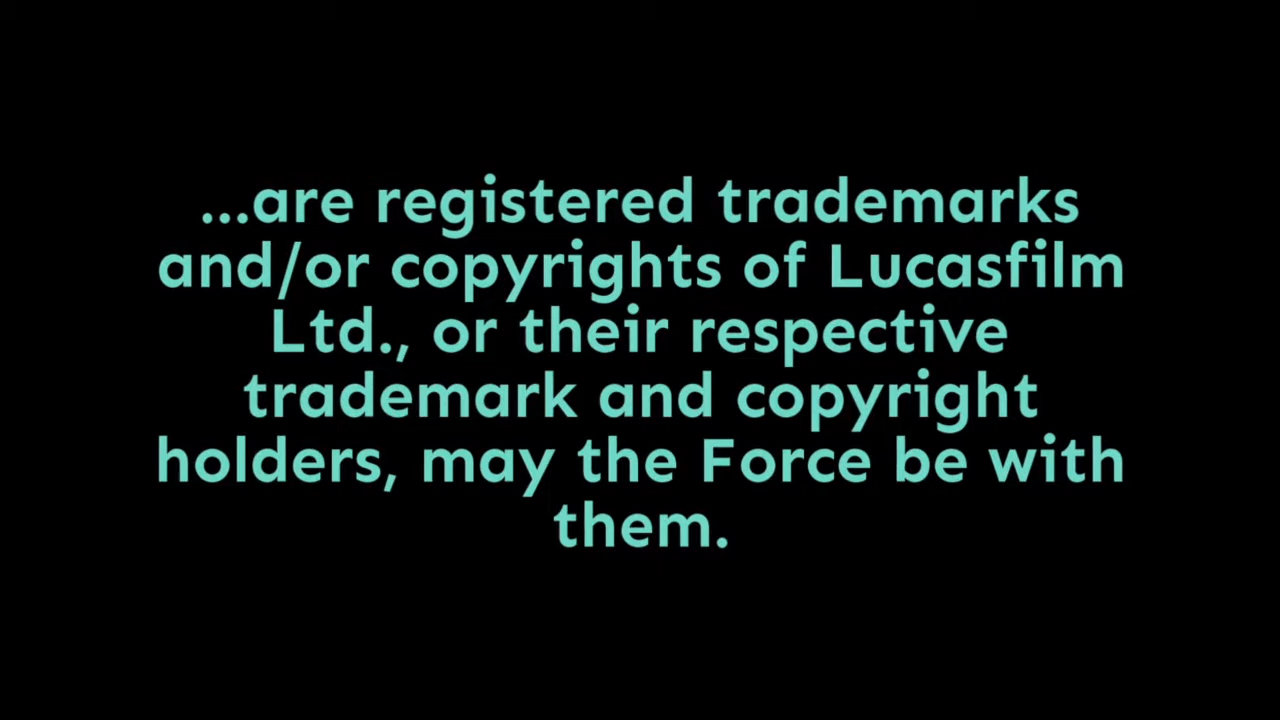 ...are registered trademarks
and/or copyrights of Lucasfilm
Ltd., or their respective
trademark and copyright
holders, may the Force be with
them.